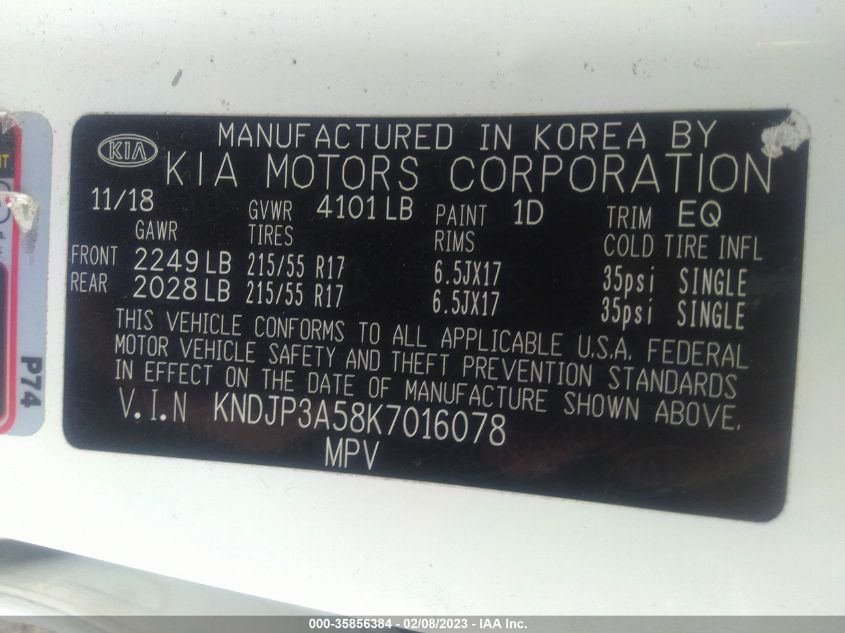 MANUFACTURED IN KOREA BY
KIA
KIA MOTORS CORPORATION
11/18 GVWR 4101 LB PAINT 1D TRIM EQ
GAWR TIRES RIMS COLD TIRE INFL
FRONT 2249 LB 215/55 R17 6.5JX17 35psi SINGLE
REAR 2028 LB 215/55 R17 6.5JX17 35psi SINGLE
THIS VEHICLE CONFORMS TO ALL APPLICABLE U.S.A. FEDERAL
MOTOR VEHICLE SAFETY AND THEFT PREVENTION STANDARDS
IN EFFECT ON THE DATE OF MANUFACTURE SHOWN ABOVE.
V.I.N KNDJP3A58K7016078
MPV
P74
000-35856384 - 02/08/2023 - IAA Inc.